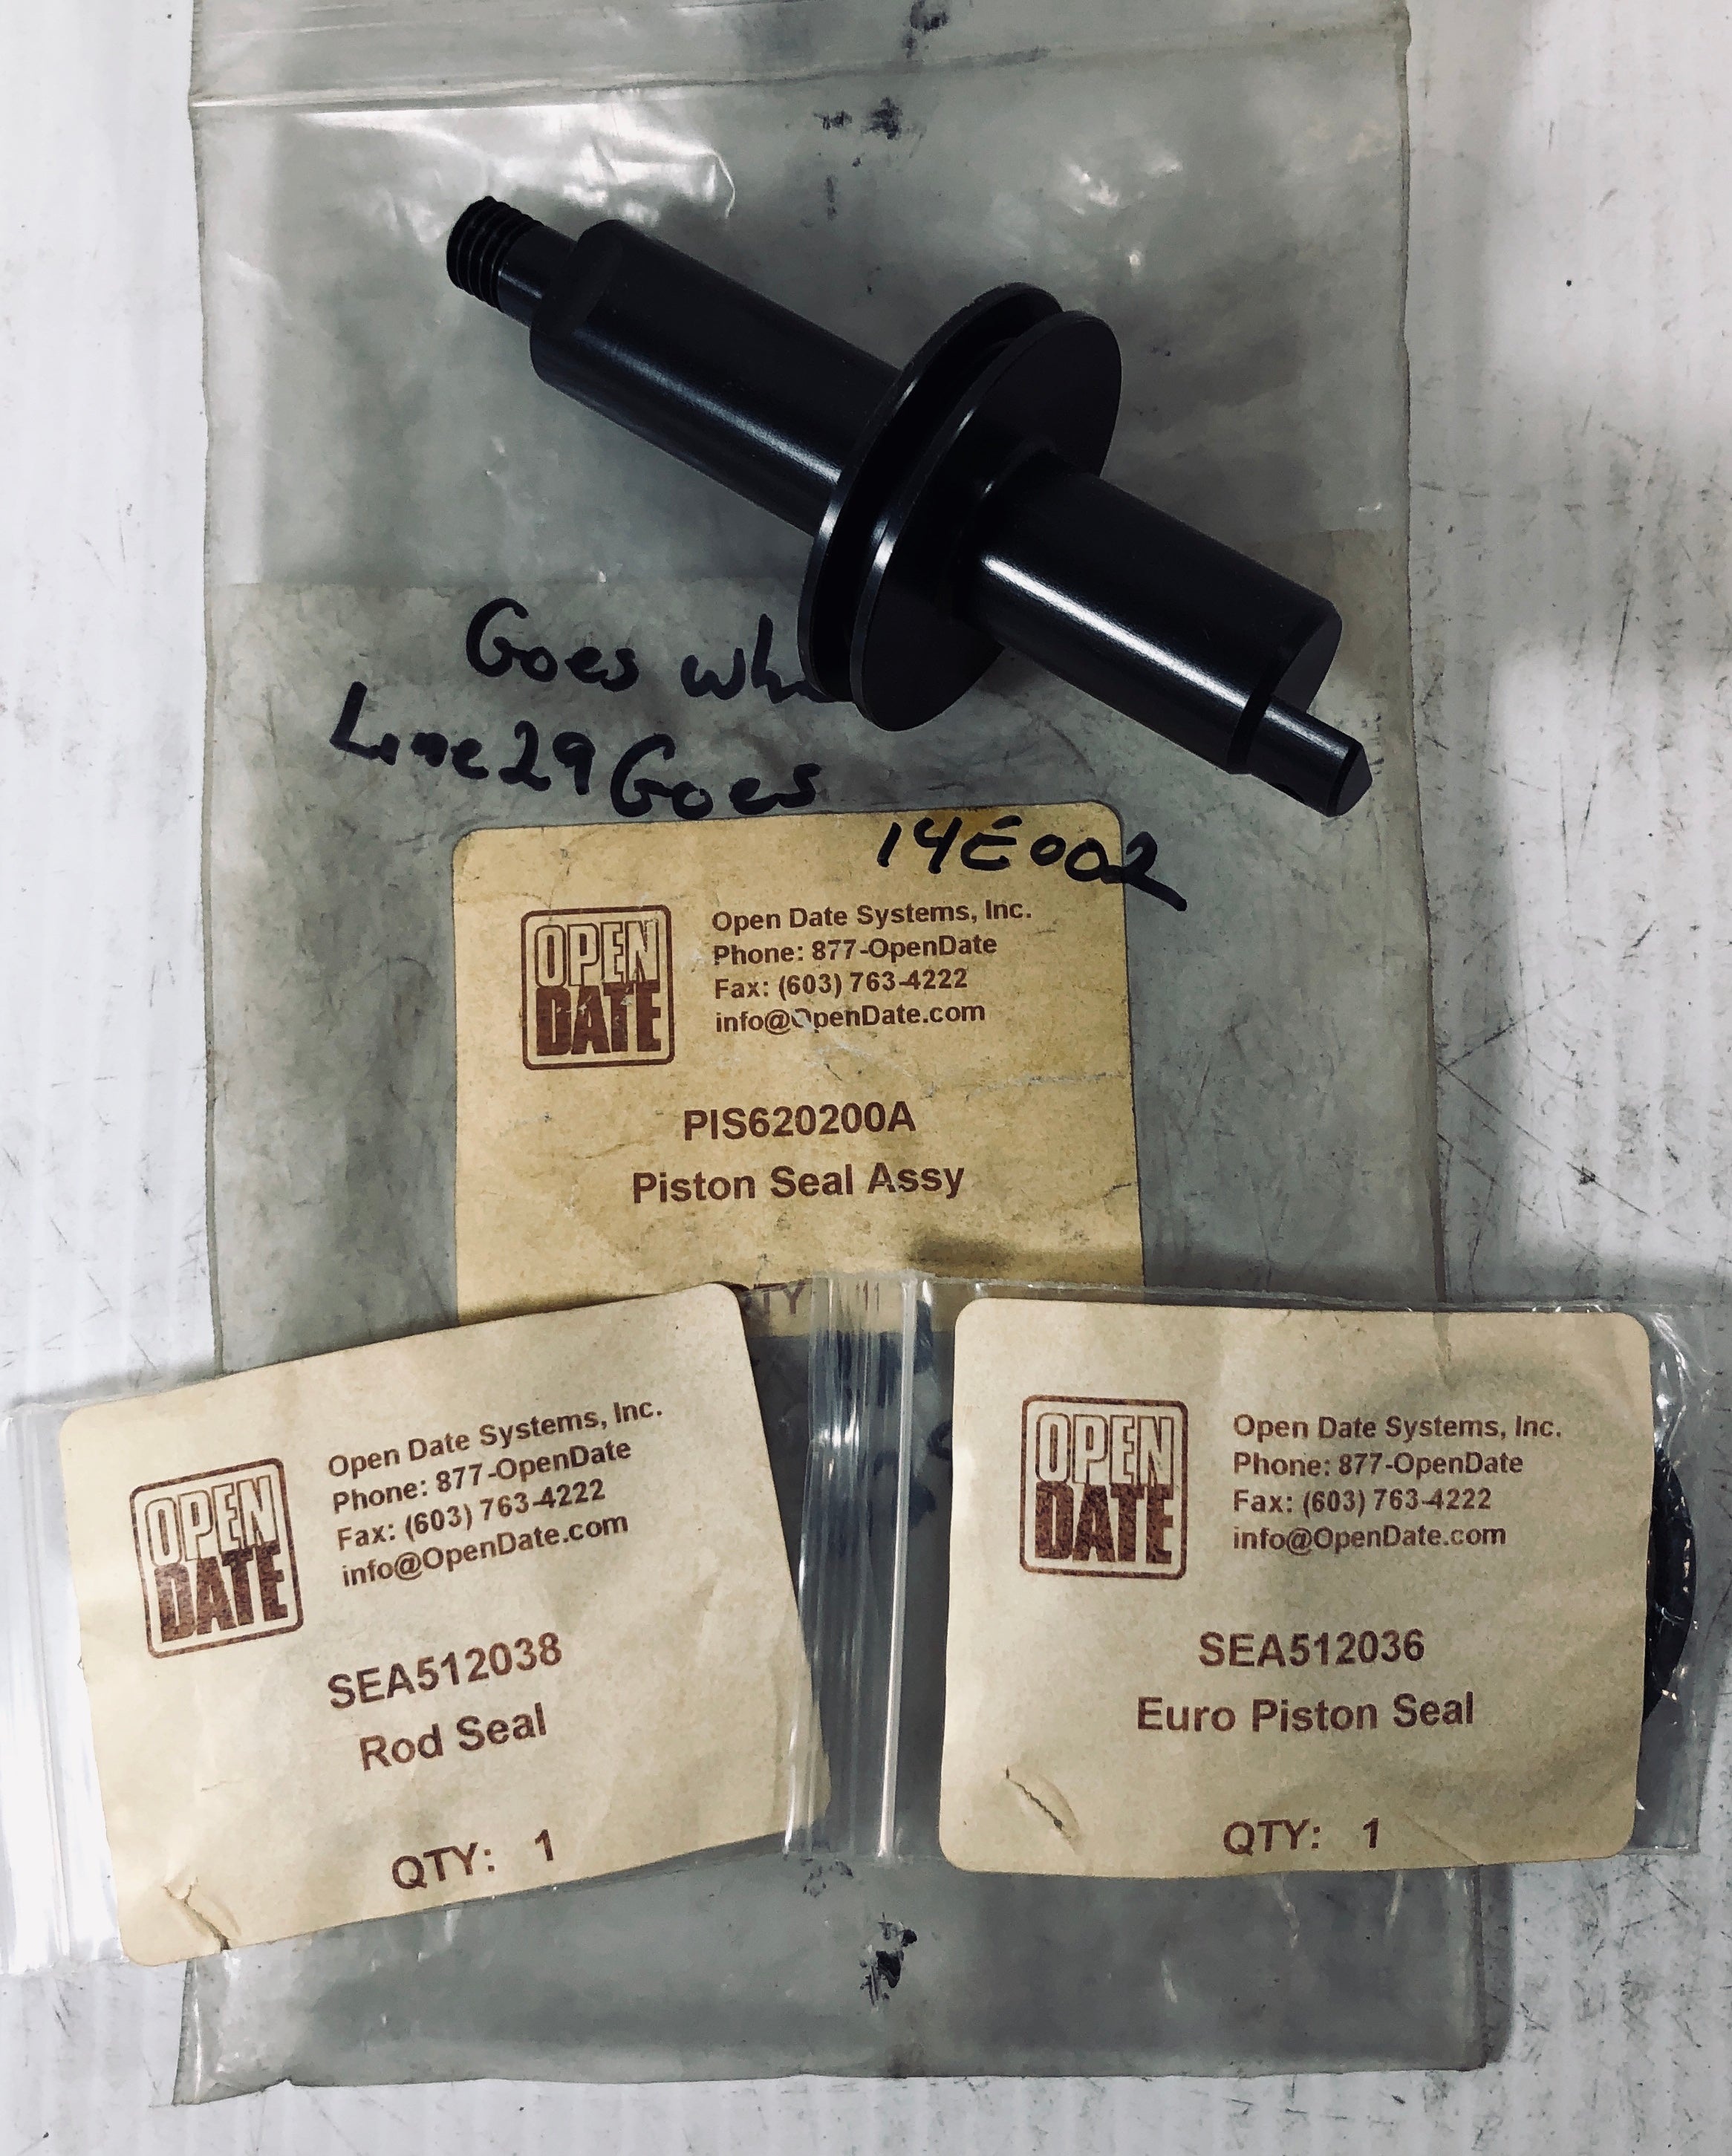 Goes
Line 29 Goes
14E002
OPEN
DATE
Open Date Systems, Inc.
Phone: 877-OpenDate
Fax: (603) 763-4222
info@OpenDate.com
PIS620200A
Piston Seal Assy
QTY
OPEN
DATE
Open Date Systems, Inc.
Phone: 877-OpenDate
Fax: (603) 763-4222
info@OpenDate.com
SEA512038
Rod Seal
QTY: 1
OPEN
DATE
Open Date Systems, Inc.
Phone: 877-OpenDate
Fax: (603) 763-4222
info@OpenDate.com
SEA512036
Euro Piston Seal
QTY: 1